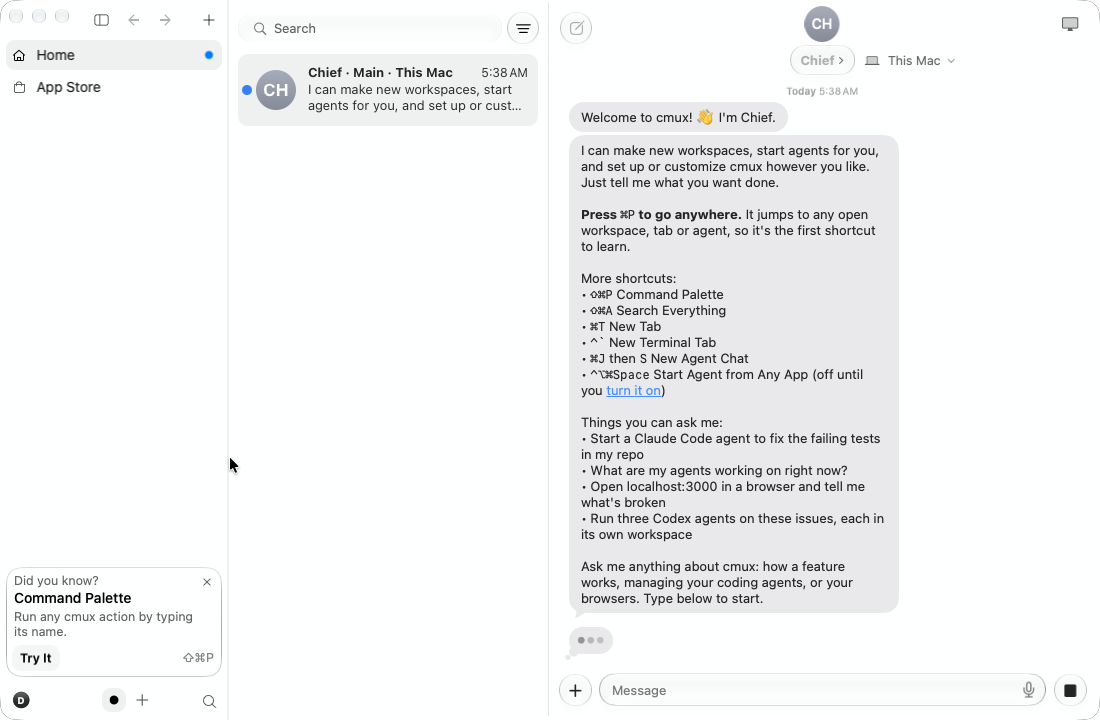 Home
App Store
Did you know?
Command Palette
Run any cmux action by typing
its name.
Try It
⇧⌘P
D
Search
CH
Chief · Main · This Mac
5:38 AM
I can make new workspaces, start
agents for you, and set up or cust...
CH
Chief ›
This Mac
Today 5:38 AM
Welcome to cmux! 👋 I'm Chief.
I can make new workspaces, start agents for you,
and set up or customize cmux however you like.
Just tell me what you want done.
Press ⌘P to go anywhere. It jumps to any open
workspace, tab or agent, so it's the first shortcut
to learn.
More shortcuts:
• ⇧⌘P Command Palette
• ⇧⌘A Search Everything
• ⌘T New Tab
• ^` New Terminal Tab
• ⌘J then S New Agent Chat
• ^⌥⌘Space Start Agent from Any App (off until
you turn it on)
Things you can ask me:
• Start a Claude Code agent to fix the failing tests
in my repo
• What are my agents working on right now?
• Open localhost:3000 in a browser and tell me
what's broken
• Run three Codex agents on these issues, each in
its own workspace
Ask me anything about cmux: how a feature
works, managing your coding agents, or your
browsers. Type below to start.
Message